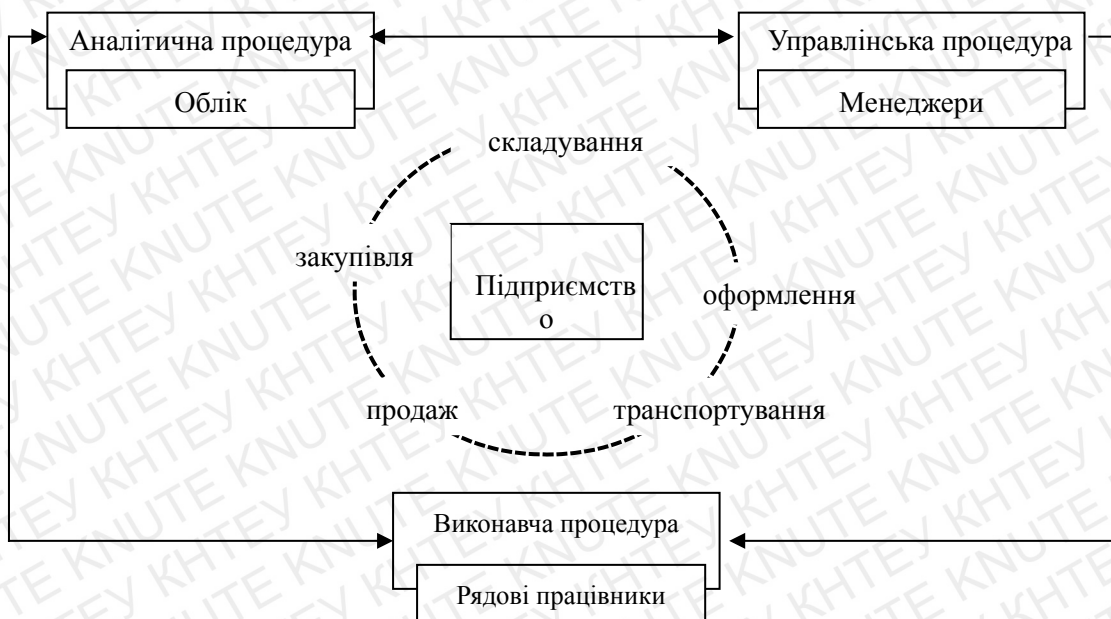 Аналітична процедура
Управлінська процедура
Облік
Менеджери
складування
закупівля
Підприємств
о
оформлення
продаж
транспортування
Виконавча процедура
Рядові працівники